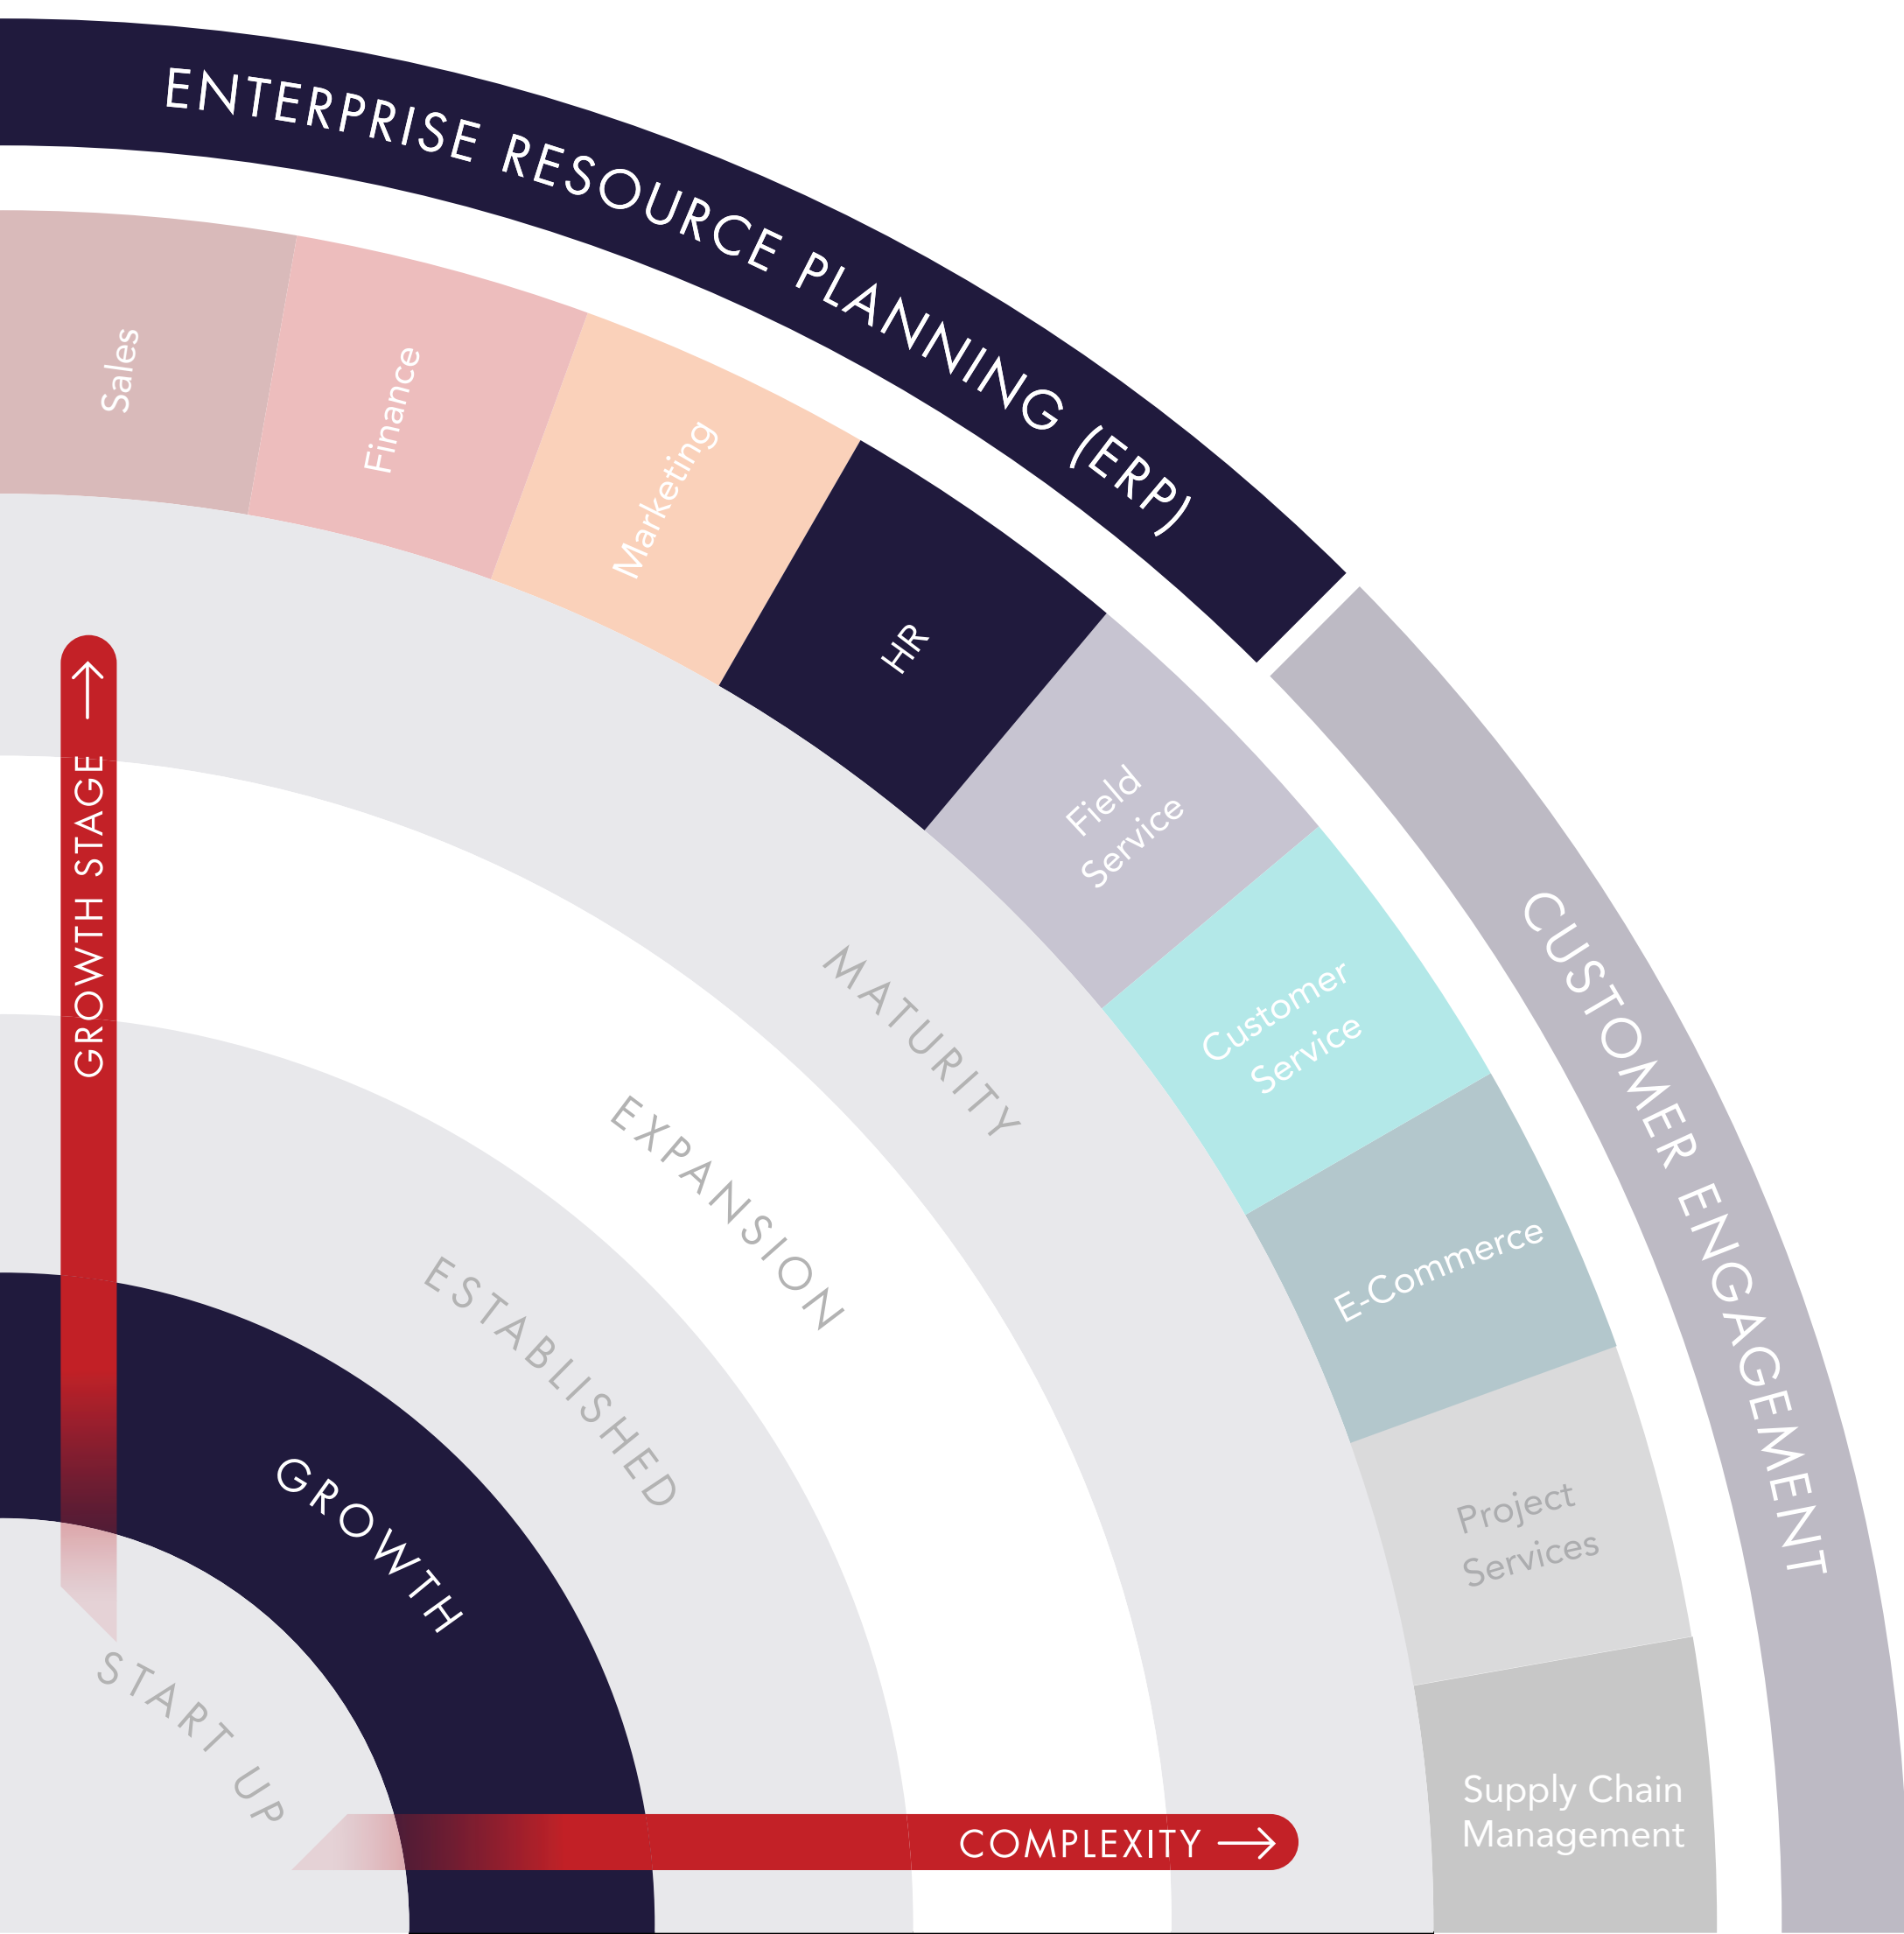 ENTERPRISE RESOURCE PLANNING (ERP)
CUSTOMER ENGAGEMENT
Sales
Finance
Marketing
HR
Field
Service
Customer
Service
E-Commerce
Project
Services
Supply Chain
Management
MATURITY
EXPANSION
ESTABLISHED
GROWTH
START UP
GROWTH STAGE
COMPLEXITY